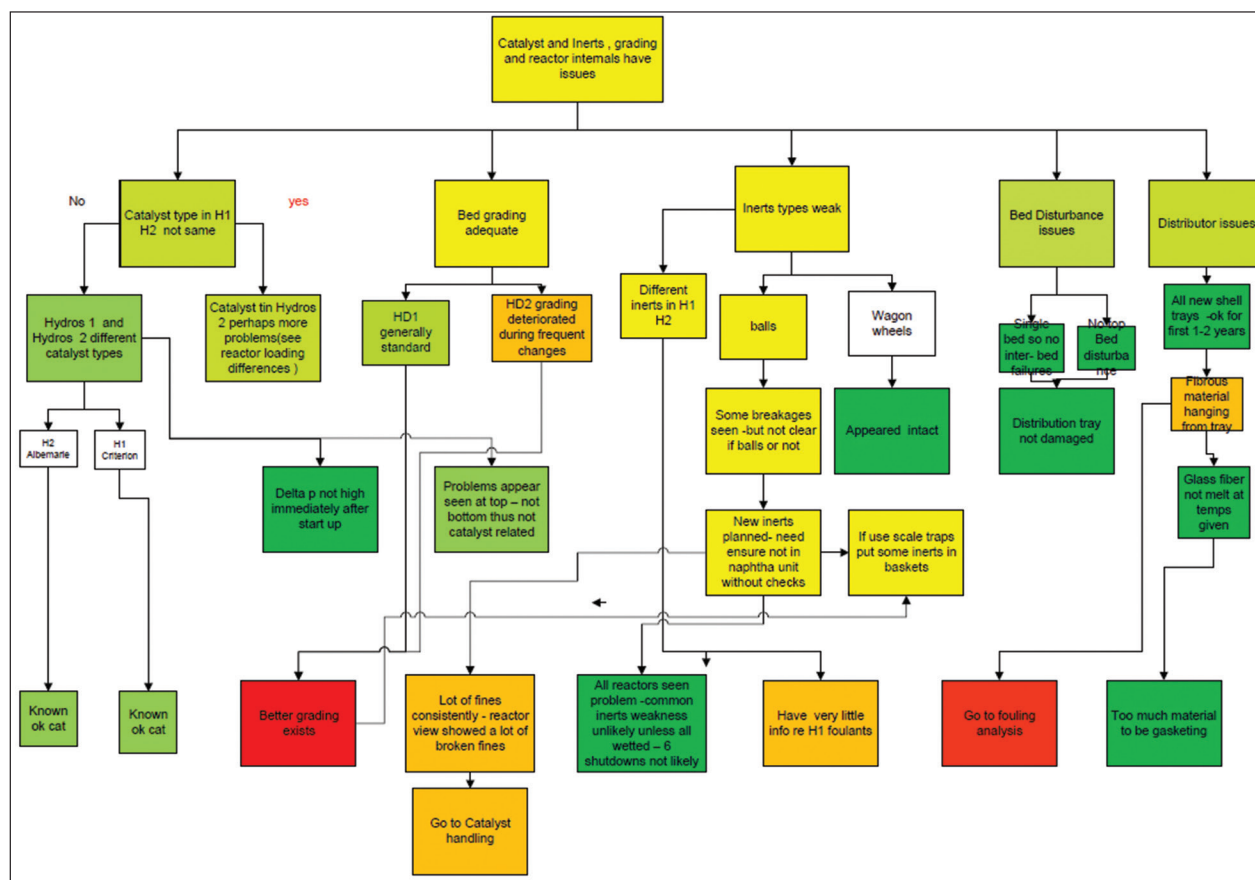 Catalyst and Inerts , grading
and reactor internals have
issues
No
yes
Catalyst type in H1
H2 not same
Bed grading
adequate
Inerts types weak
Bed Disturbance
issues
Distributor issues
Hydros 1 and
Hydros 2 different
catalyst types
Catalyst tin Hydros
2 perhaps more
problems(see
reactor loading
differences )
HD1
generally
standard
HD2 grading
deteriorated
during frequent
changes
Different
inerts in H1
H2
balls
Wagon
wheels
Single
bed so no
inter- bed
failures
No top
Bed
disturba
nce
All new shell
trays -ok for
first 1-2 years
Fibrous
material
hanging
from tray
H2
Albemarle
H1
Criterion
Delta p not high
immediately after
start up
Problems appear
seen at top – not
bottom thus not
catalyst related
Some breakages
seen -but not clear
if balls or not
Appeared intact
Distribution tray
not damaged
Glass fiber
not melt at
temps
given
New inerts
planned- need
ensure not in
naphtha unit
without checks
If use scale traps
put some inerts in
baskets
Known
ok cat
Known
ok cat
Better grading
exists
Lot of fines
consistently - reactor
view showed a lot of
broken fines
All reactors seen
problem -common
inerts weakness
unlikely unless all
wetted – 6
shutdowns not likely
Have very little
info re H1 foulants
Go to fouling
analysis
Too much material
to be gasketing
Go to Catalyst
handling